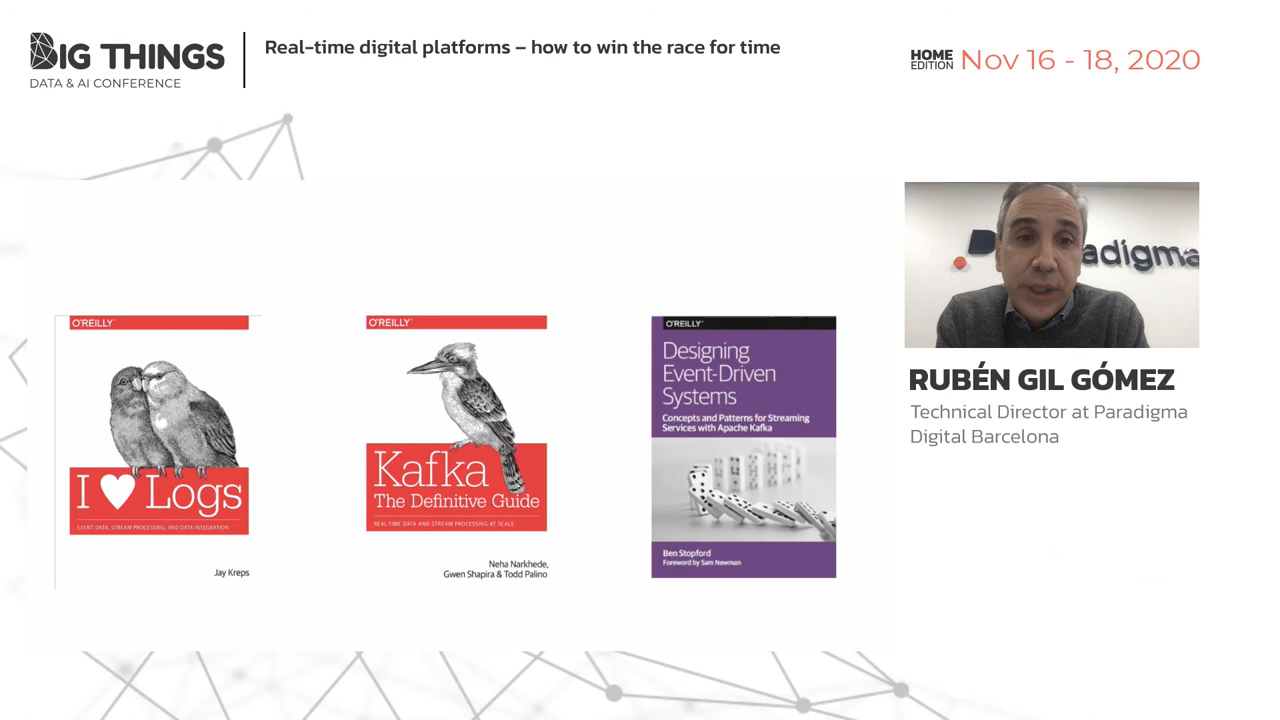 BIG THINGS
DATA & AI CONFERENCE
Real-time digital platforms – how to win the race for time
HOME
EDITION
Nov 16 - 18, 2020
adigma
RUBÉN GIL GÓMEZ
Technical Director at Paradigma
Digital Barcelona
O'REILLY™
I ♥ Logs
EVENT DATA, STREAM PROCESSING, AND DATA INTEGRATION
Jay Kreps
O'REILLY™
Kafka
The Definitive Guide
REAL-TIME DATA AND STREAM PROCESSING AT SCALE
Neha Narkhede,
Gwen Shapira & Todd Palino
O'REILLY™
Designing
Event-Driven
Systems
Concepts and Patterns for Streaming
Services with Apache Kafka
Ben Stopford
Foreword by Sam Newman